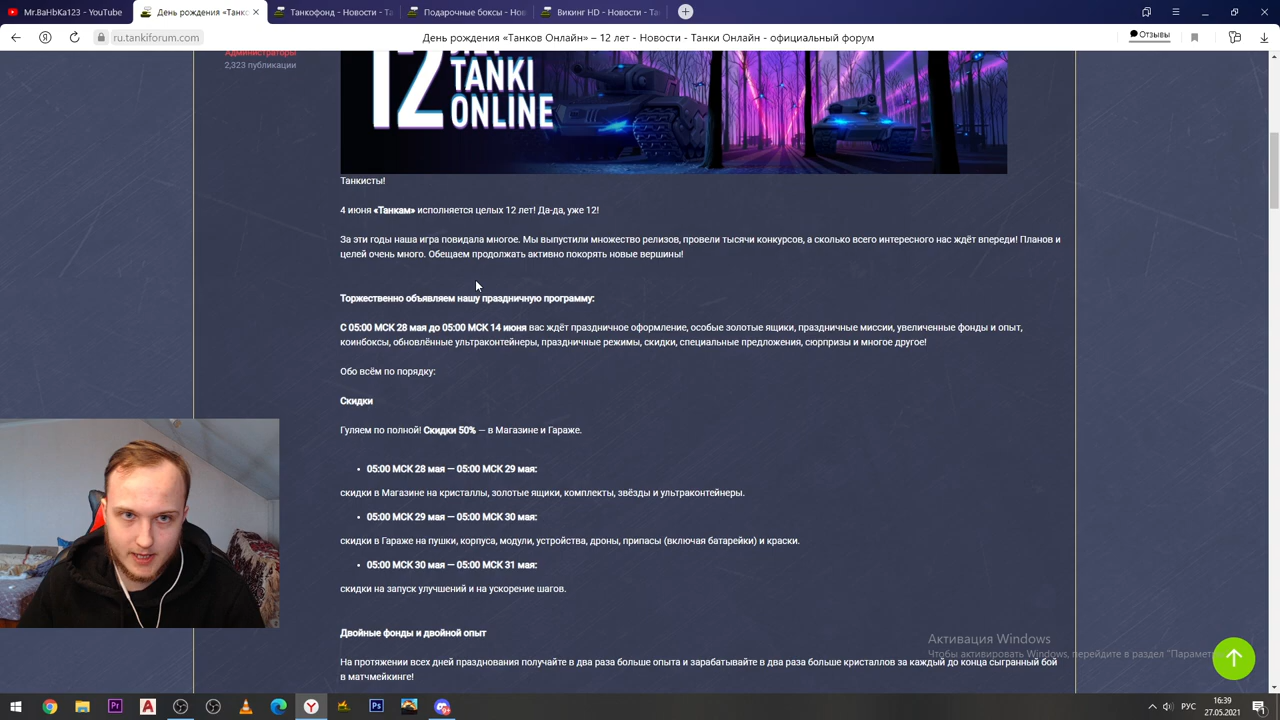 Mr.BaHbKa123 - YouTube
День рождения «Танко
Танкофонд - Новости - Та
Подарочные боксы - Нов
Викинг HD - Новости - Тан
ru.tankiforum.com
День рождения «Танков Онлайн» – 12 лет - Новости - Танки Онлайн - официальный форум
Отзывы
Администраторы
2,323 публикации
12 ЛЕТ
TANKI
ONLINE
Танкисты!
4 июня «Танкам» исполняется целых 12 лет! Да-да, уже 12!
За эти годы наша игра повидала многое. Мы выпустили множество релизов, провели тысячи конкурсов, а сколько всего интересного нас ждёт впереди! Планов и
целей очень много. Обещаем продолжать активно покорять новые вершины!
Торжественно объявляем нашу праздничную программу:
С 05:00 МСК 28 мая до 05:00 МСК 14 июня вас ждёт праздничное оформление, особые золотые ящики, праздничные миссии, увеличенные фонды и опыт,
коинбоксы, обновлённые ультраконтейнеры, праздничные режимы, скидки, специальные предложения, сюрпризы и многое другое!
Обо всём по порядку:
Скидки
Гуляем по полной! Скидки 50% — в Магазине и Гараже.
• 05:00 МСК 28 мая — 05:00 МСК 29 мая:
скидки в Магазине на кристаллы, золотые ящики, комплекты, звёзды и ультраконтейнеры.
• 05:00 МСК 29 мая — 05:00 МСК 30 мая:
скидки в Гараже на пушки, корпуса, модули, устройства, дроны, припасы (включая батарейки) и краски.
• 05:00 МСК 30 мая — 05:00 МСК 31 мая:
скидки на запуск улучшений и на ускорение шагов.
Двойные фонды и двойной опыт
На протяжении всех дней празднования получайте в два раза больше опыта и зарабатывайте в два раза больше кристаллов за каждый до конца сыгранный бой
в матчмейкинге!
Активация Windows
Чтобы активировать Windows, перейдите в раздел "Парамет
РУС
16:39
27.05.2021